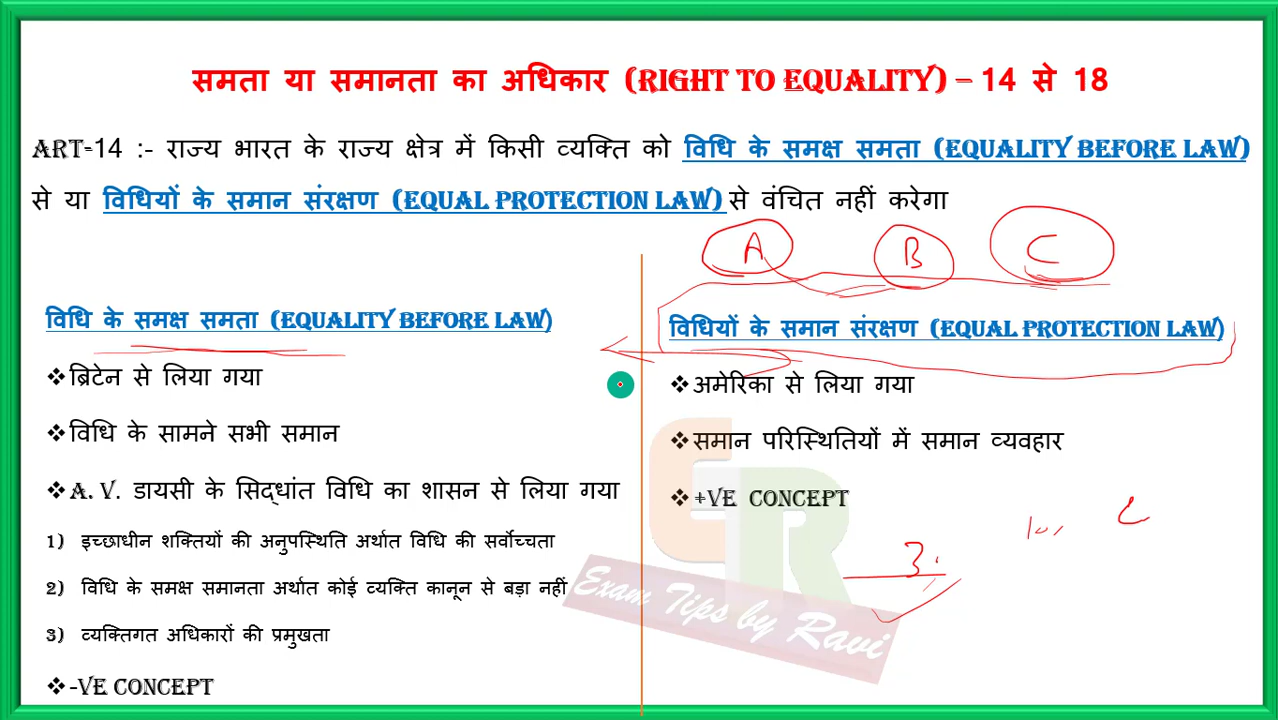 समता या समानता का अधिकार (RIGHT TO EQUALITY) – 14 से 18
ART-14 :- राज्य भारत के राज्य क्षेत्र में किसी व्यक्ति को विधि के समक्ष समता (EQUALITY BEFORE LAW)
से या विधियों के समान संरक्षण (EQUAL PROTECTION LAW) से वंचित नहीं करेगा
A B C
विधि के समक्ष समता (EQUALITY BEFORE LAW)
❖ब्रिटेन से लिया गया
❖विधि के सामने सभी समान
❖A. V. डायसी के सिद्धांत विधि का शासन से लिया गया
1) इच्छाधीन शक्तियों की अनुपस्थिति अर्थात विधि की सर्वोच्चता
2) विधि के समक्ष समानता अर्थात कोई व्यक्ति कानून से बड़ा नहीं
3) व्यक्तिगत अधिकारों की प्रमुखता
❖-VE CONCEPT
विधियों के समान संरक्षण (EQUAL PROTECTION LAW)
❖अमेरिका से लिया गया
❖समान परिस्थितियों में समान व्यवहार
❖+VE CONCEPT
Exam Tips by Ravi